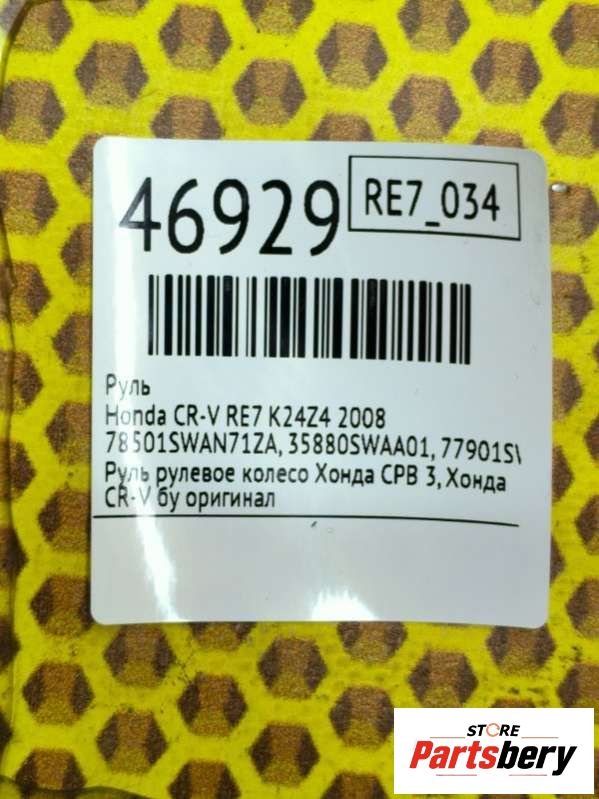 46929
RE7_034
Руль
Honda CR-V RE7 K24Z4 2008
78501SWAN71ZA, 35880SWAA01, 77901S
Руль рулевое колесо Хонда СРВ 3, Хонда
CR-V бу оригинал
STORE
Partsbery